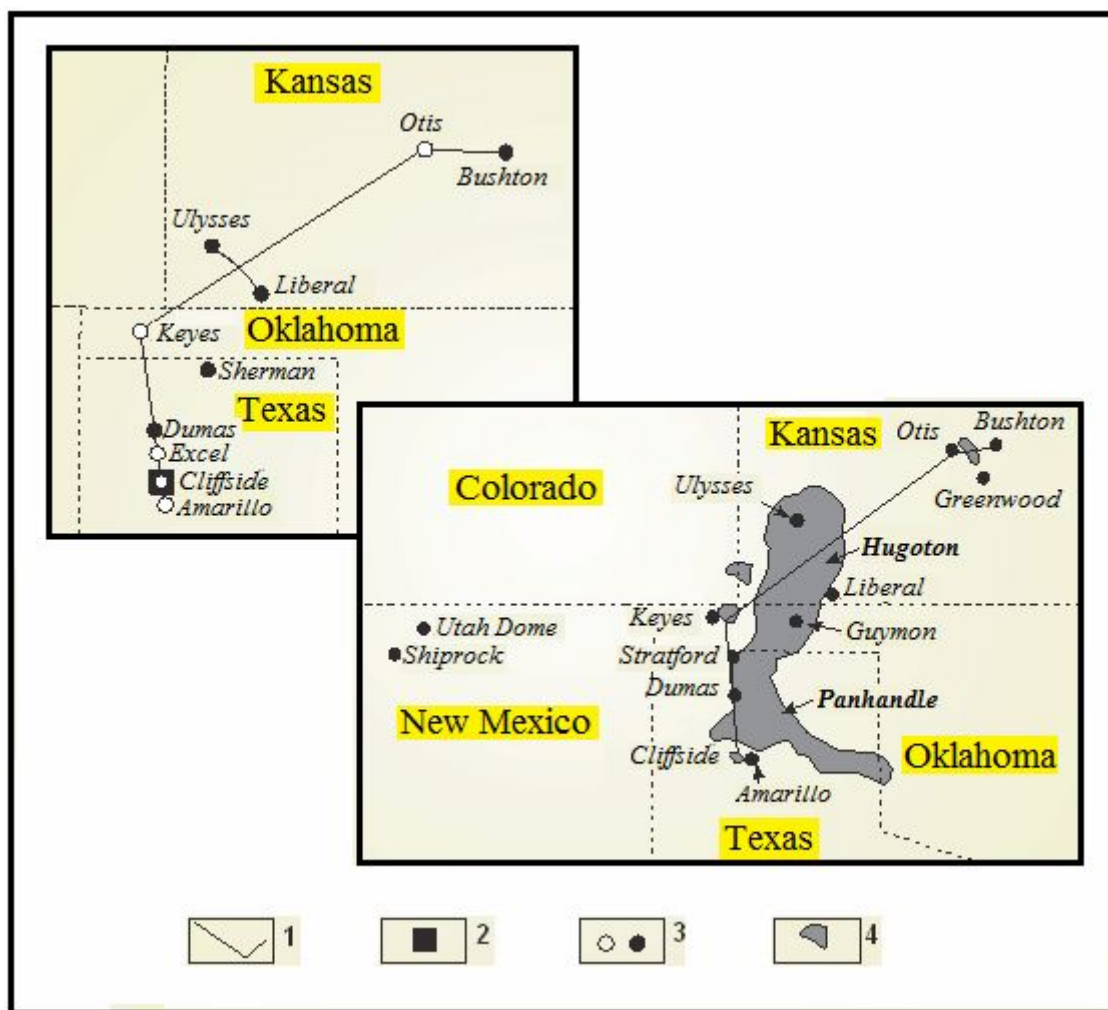 Kansas
Otis
Bushton
Ulysses
Liberal
Keyes
Oklahoma
Sherman
Texas
Dumas
Excel
Cliffside
Amarillo
Kansas
Otis
Bushton
Colorado
Ulysses
Greenwood
Hugoton
Liberal
Keyes
Utah Dome
Guymon
Shiprock
Stratford
Dumas
Panhandle
New Mexico
Cliffside
Oklahoma
Amarillo
Texas
1
2
3
4